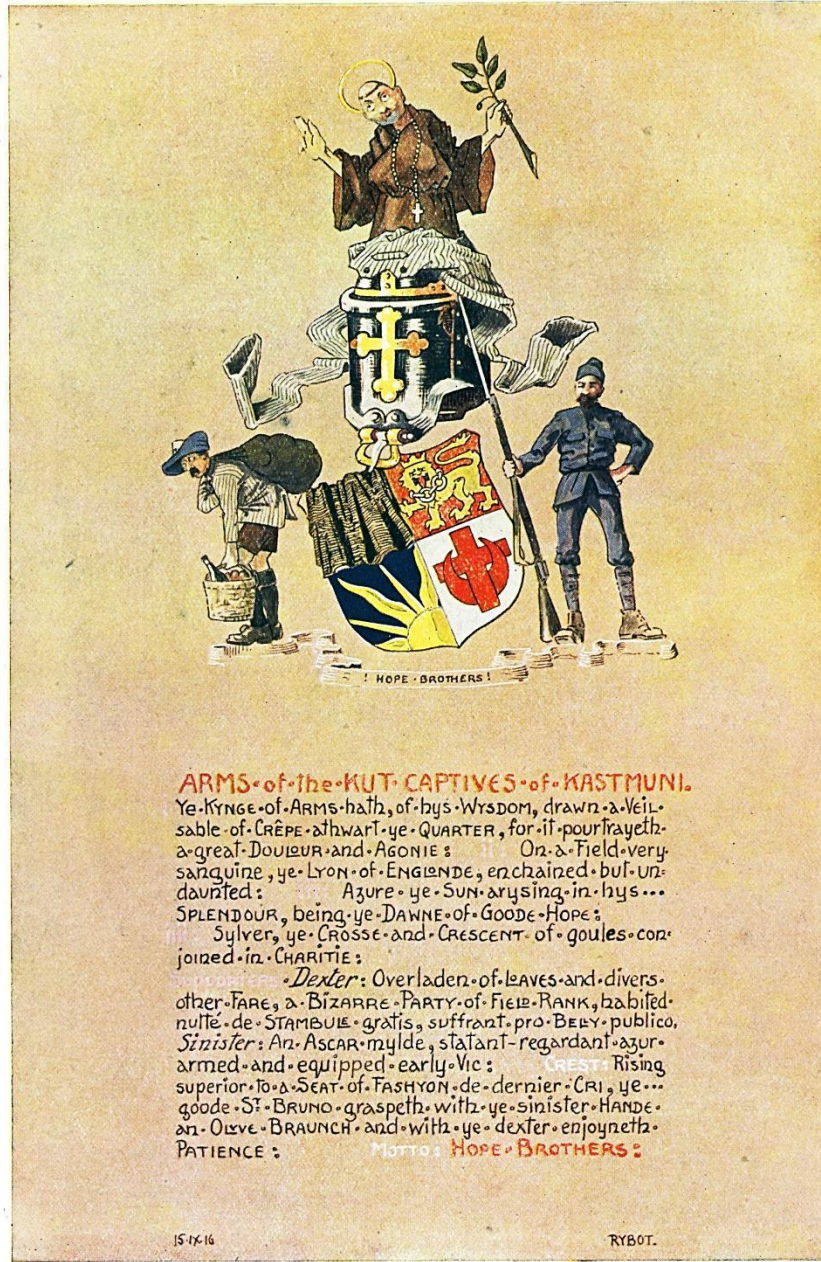 ! HOPE · BROTHERS !
ARMS·of·the·KUT·CAPTIVES·of·KASTMUNI.
Ye·KYNGE·of·ARMS·hath, of·hys·WYSDOM, drawn·a·VEIL·
sable·of·CRÊPE·athwart·ye·QUARTER, for·it·pourtrayeth·
a·great·DOULOUR·and·AGONIE: On·a·Field·very·
sanguine, ye·LYON·of·ENGLONDE, enchained·but·un-
daunted: Azure·ye·SUN·arysing·in·hys...
SPLENDOUR, being·ye·DAWNE·of·GOODE·HOPE:
Sylver, ye·CROSSE·and·CRESCENT·of·goules·con-
joined·in·CHARITIE:
SUPPORTERS·Dexter: Overladen·of·LOAVES·and·divers·
other·FARE, a·BIZARRE·PARTY·of·FIELD·RANK, habited·
nutté·de·STAMBULE·gratis, suffrant·pro·BELY·publico,
Sinister: An·ASCAR·mylde, statant-regardant·azur·
armed·and·equipped·early·VIC: CREST: Rising
superior·to·a·SEAT·of·FASHYON·de·dernier·CRI, ye...
goode·ST·BRUNO·graspeth·with·ye·sinister·HANDE·
an·OLYVE·BRAUNCH·and·with·ye·dexter·enjoyneth·
PATIENCE: MOTTO: HOPE·BROTHERS:
15·IX·16
RYBOT.